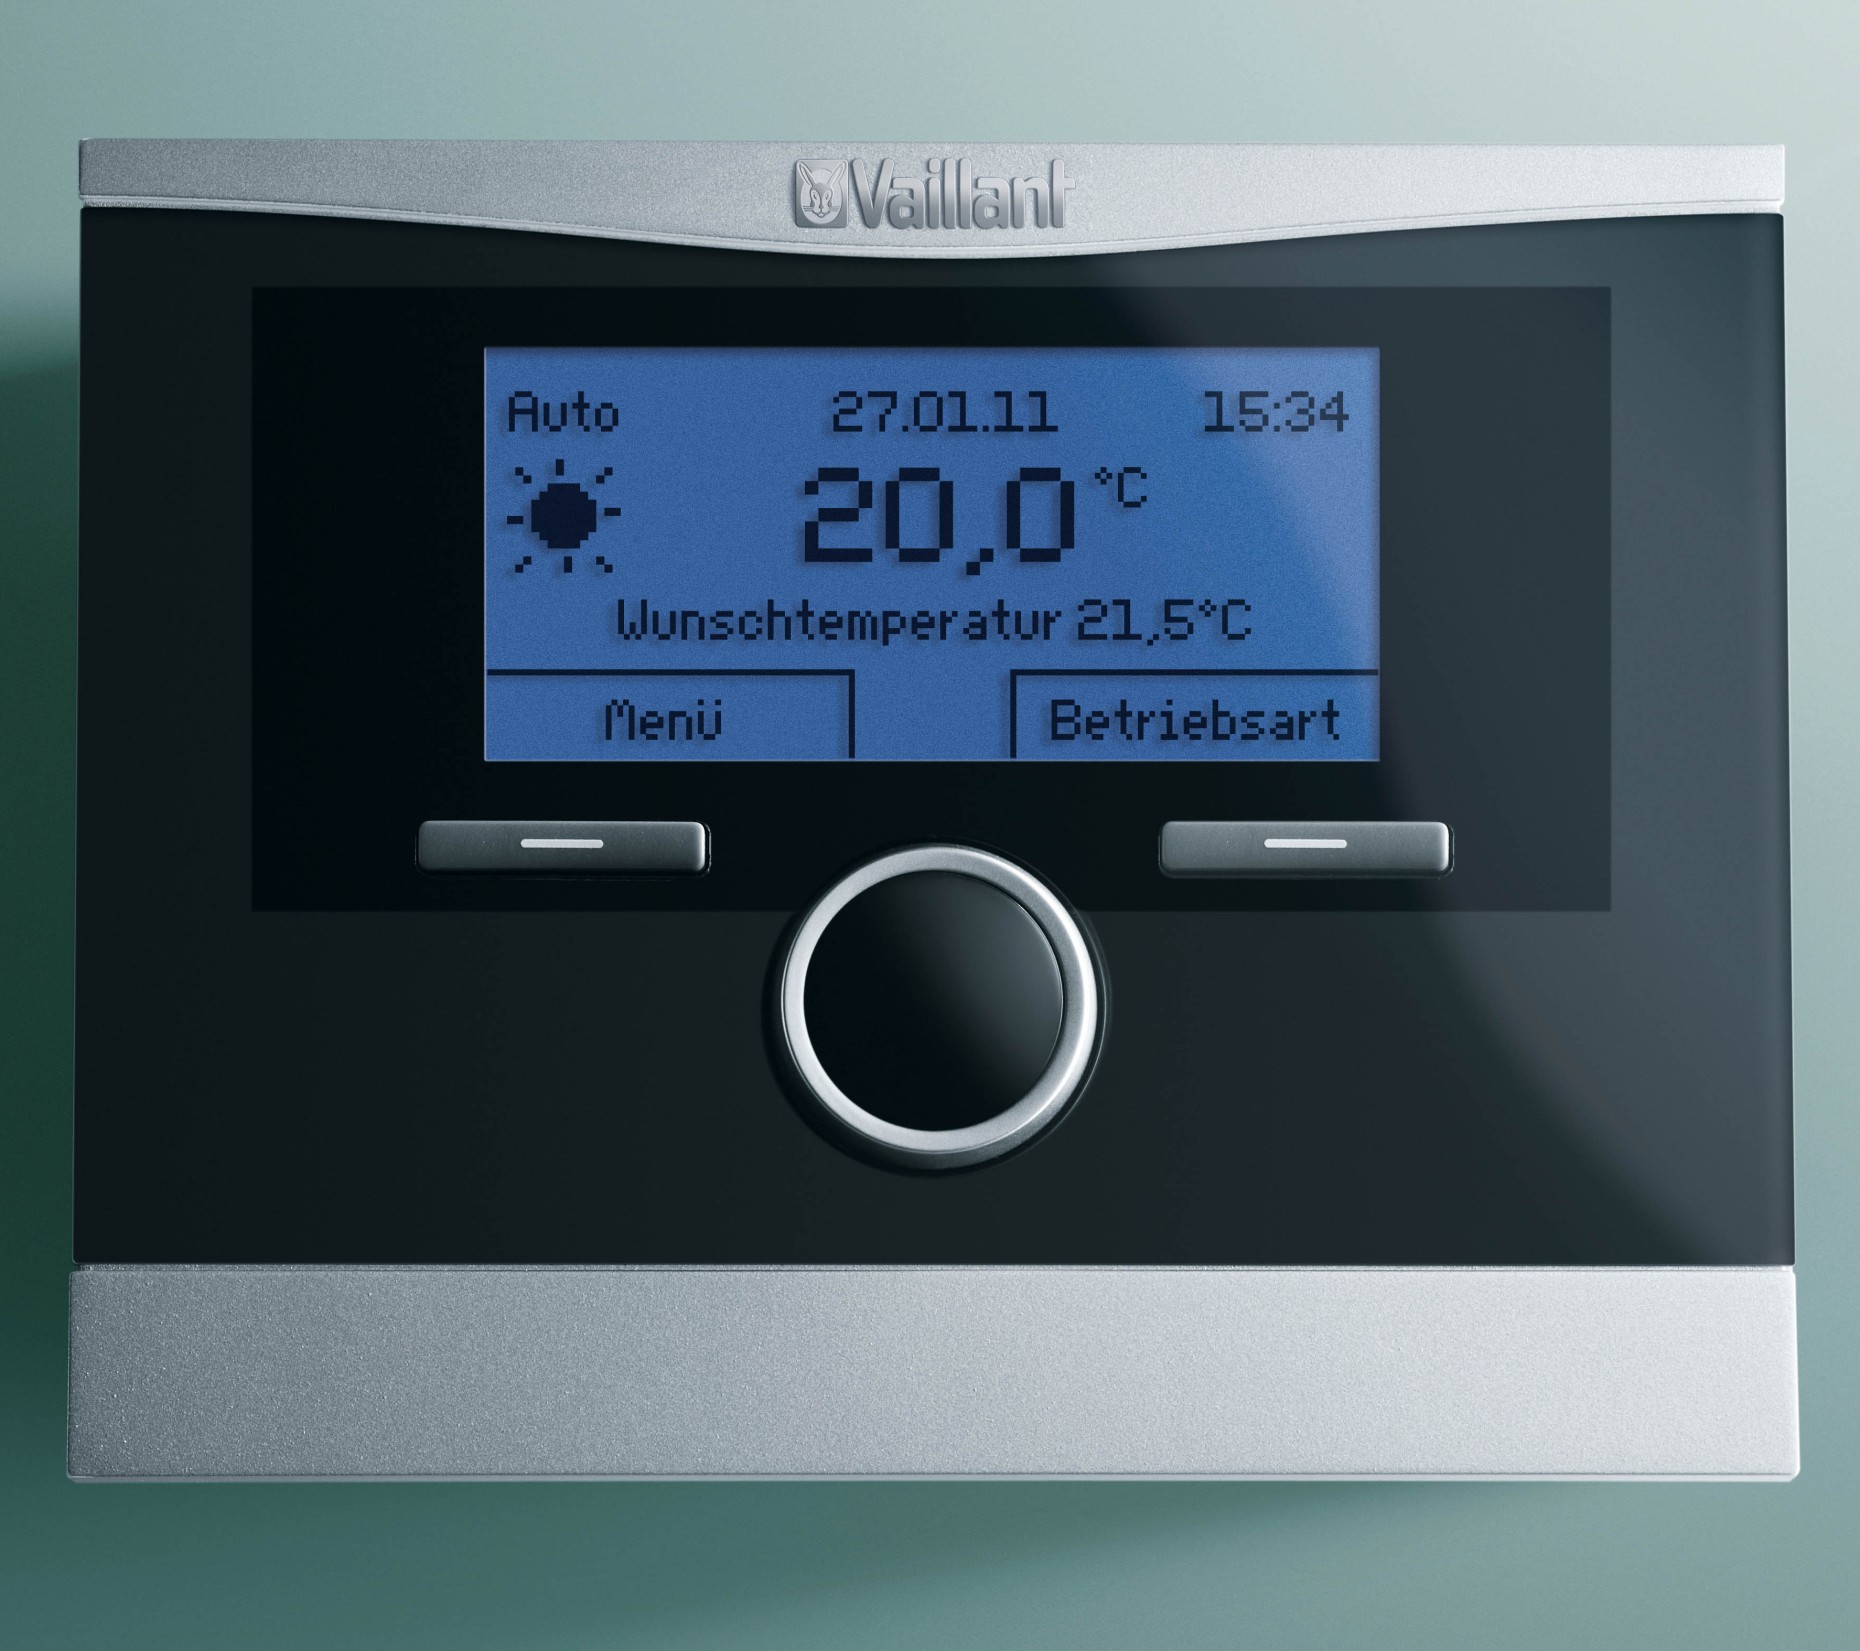 Vaillant
Auto 27.01.11 15:34
20,0 °C
Wunschtemperatur 21,5°C
Menü Betriebsart